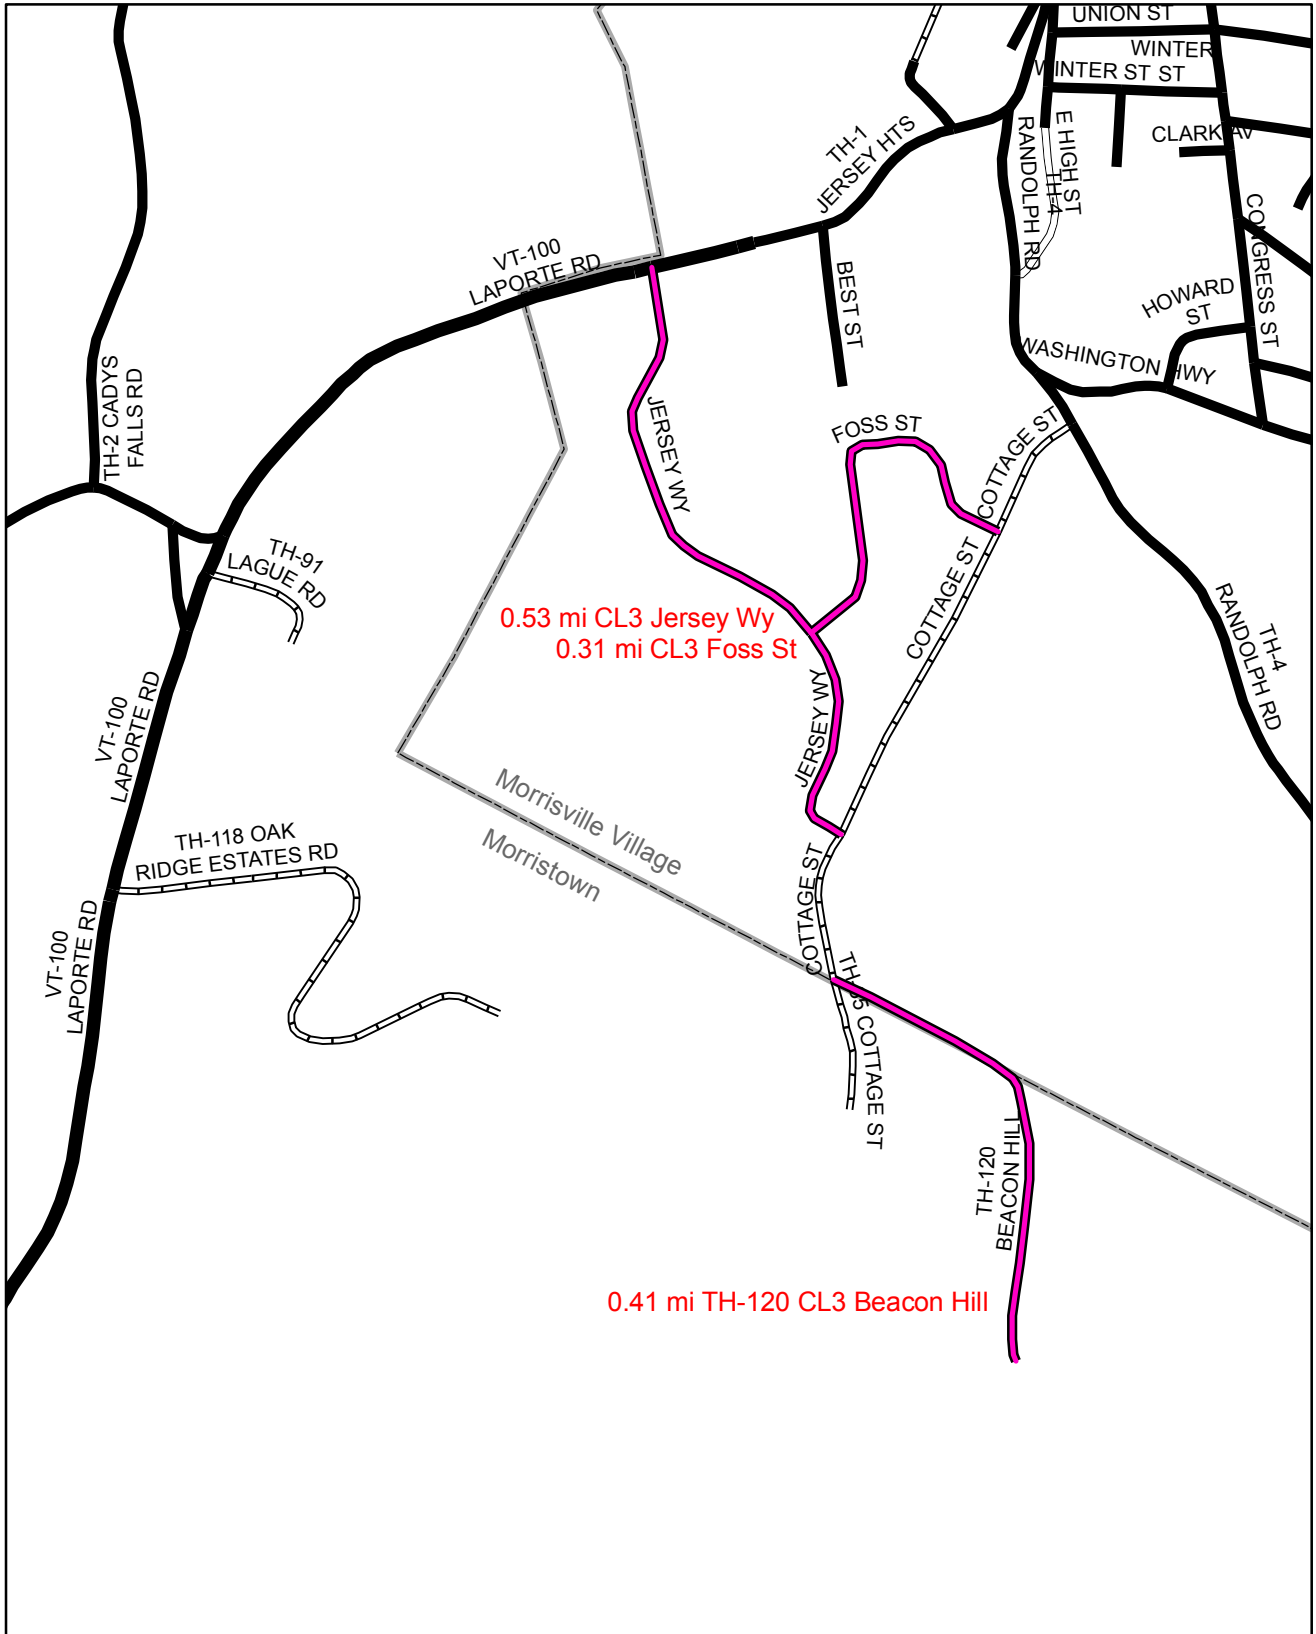 UNION ST
WINTER
WINTER ST ST
CLARK AV
TH-1
JERSEY HTS
E HIGH ST
TH-4
RANDOLPH RD
CONGRESS ST
VT-100
LAPORTE RD
BEST ST
HOWARD
ST
WASHINGTON HWY
TH-2 CADYS
FALLS RD
JERSEY WY
FOSS ST
COTTAGE ST
COTTAGE ST
TH-91
LAGUE RD
0.53 mi CL3 Jersey Wy
0.31 mi CL3 Foss St
TH-4
RANDOLPH RD
VT-100
LAPORTE RD
JERSEY WY
Morrisville Village
Morristown
TH-118 OAK
RIDGE ESTATES RD
COTTAGE ST
VT-100
LAPORTE RD
COTTAGE ST
TH-120
BEACON HILL
0.41 mi TH-120 CL3 Beacon Hill